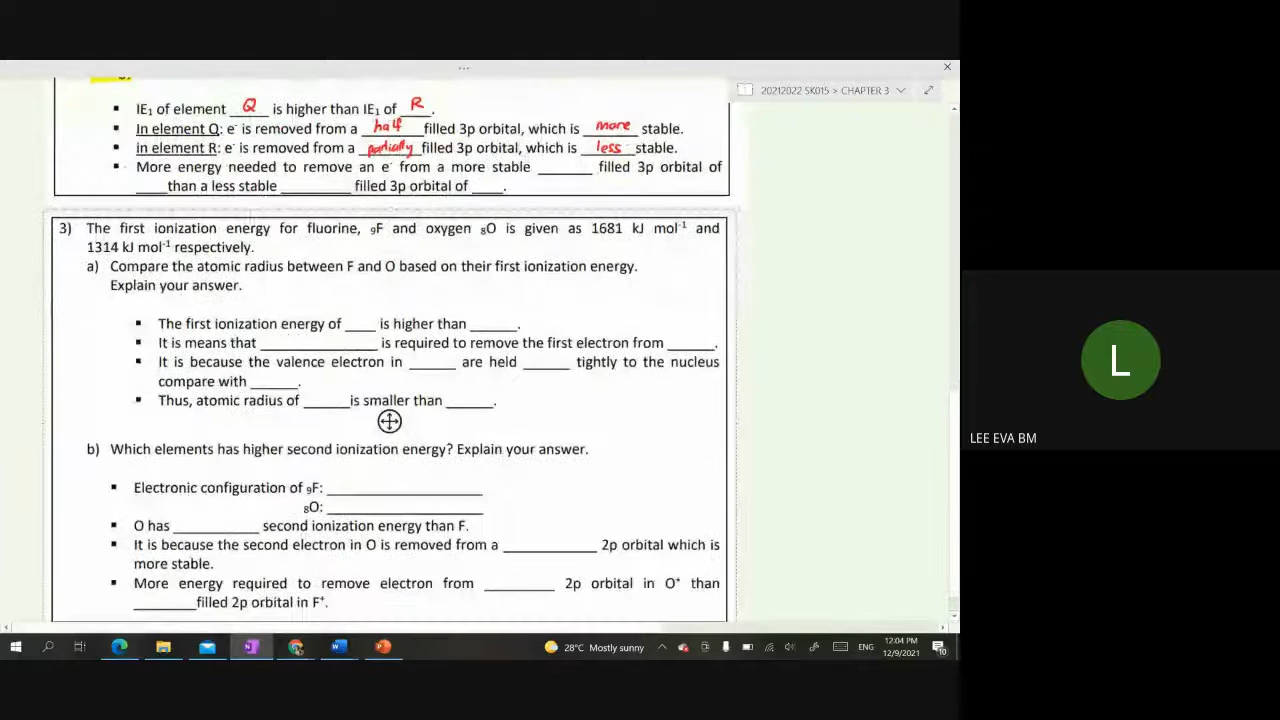 IE₁ of element Q is higher than IE₁ of R.
In element Q: e⁻ is removed from a half filled 3p orbital, which is more stable.
in element R: e⁻ is removed from a partially filled 3p orbital, which is less stable.
More energy needed to remove an e⁻ from a more stable ______ filled 3p orbital of
____than a less stable ________ filled 3p orbital of ____.
20212022 SK015 > CHAPTER 3
3) The first ionization energy for fluorine, ₉F and oxygen ₈O is given as 1681 kJ mol⁻¹ and
1314 kJ mol⁻¹ respectively.
a) Compare the atomic radius between F and O based on their first ionization energy.
Explain your answer.
The first ionization energy of ____ is higher than ______.
It is means that ______________ is required to remove the first electron from ______.
It is because the valence electron in ______ are held ______ tightly to the nucleus
compare with ______.
Thus, atomic radius of ______is smaller than ______.
b) Which elements has higher second ionization energy? Explain your answer.
Electronic configuration of ₉F: ____________________
₈O: ____________________
O has ___________ second ionization energy than F.
It is because the second electron in O is removed from a ____________ 2p orbital which is
more stable.
More energy required to remove electron from _________ 2p orbital in O⁺ than
________filled 2p orbital in F⁺.
L
LEE EVA BM
28°C Mostly sunny
ENG
12:04 PM
12/9/2021
10